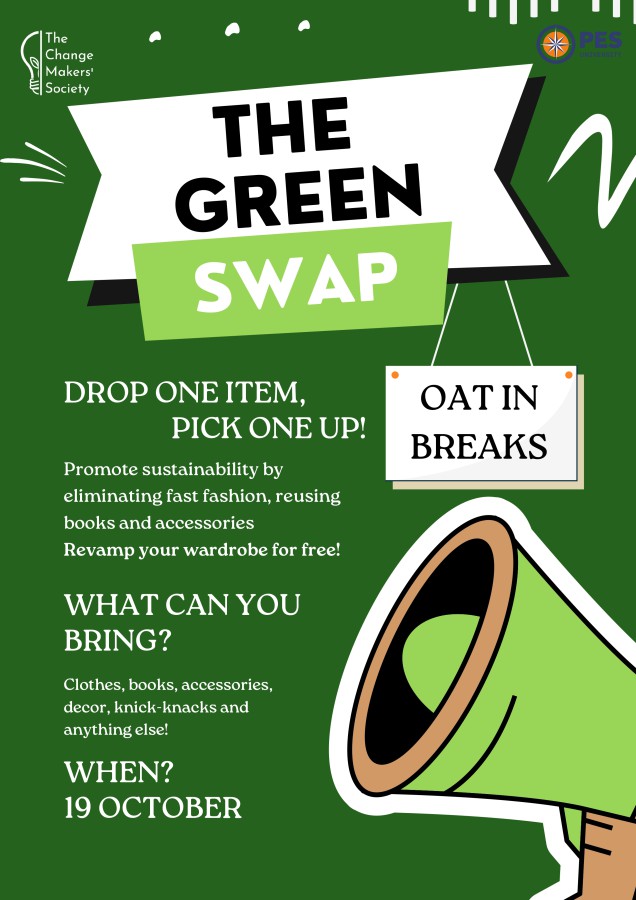 The
Change
Makers'
Society
PES
UNIVERSITY
THE
GREEN
SWAP
OAT IN
BREAKS
DROP ONE ITEM,
PICK ONE UP!
Promote sustainability by
eliminating fast fashion, reusing
books and accessories
Revamp your wardrobe for free!
WHAT CAN YOU
BRING?
Clothes, books, accessories,
decor, knick-knacks and
anything else!
WHEN?
19 OCTOBER